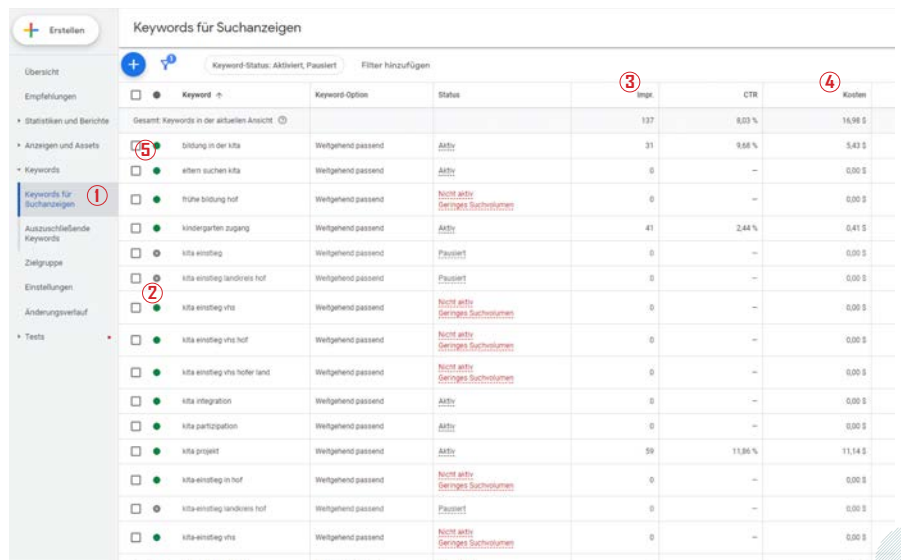 Erstellen
Keywords für Suchanzeigen
Übersicht
Empfehlungen
Statistiken und Berichte
Anzeigen und Assets
Keywords
Keywords für
Suchanzeigen
①
Auszuschließende
Keywords
Zielgruppe
Einstellungen
Änderungsverlauf
Tests
3
Keyword-Status: Aktiviert, Pausiert Filter hinzufügen
③ ④
Keyword Keyword-Option Status Impr. CTR Kosten
Gesamt: Keywords in der aktuellen Ansicht 137 8,03 % 16,98 $
⑤ bildung in der kita Weitgehend passend Aktiv 31 9,68 % 5,43 $
eltern suchen kita Weitgehend passend Aktiv 0 – 0,00 $
frühe bildung hof Weitgehend passend Nicht aktiv 0 – 0,00 $
Geringes Suchvolumen
kindergarten zugang Weitgehend passend Aktiv 41 2,44 % 0,41 $
kita einstieg Weitgehend passend Pausiert 0 – 0,00 $
kita einstieg landkreis hof Weitgehend passend Pausiert 0 – 0,00 $
②
kita einstieg vhs Weitgehend passend Nicht aktiv 0 – 0,00 $
Geringes Suchvolumen
kita einstieg vhs hof Weitgehend passend Nicht aktiv 0 – 0,00 $
Geringes Suchvolumen
kita einstieg vhs hofer land Weitgehend passend Nicht aktiv 0 – 0,00 $
Geringes Suchvolumen
kita integration Weitgehend passend Aktiv 0 – 0,00 $
kita partizipation Weitgehend passend Aktiv 0 – 0,00 $
kita projekt Weitgehend passend Aktiv 59 11,86 % 11,14 $
kita-einstieg in hof Weitgehend passend Nicht aktiv 0 – 0,00 $
Geringes Suchvolumen
kita-einstieg landkreis hof Weitgehend passend Pausiert 0 – 0,00 $
kita-einstieg vhs Weitgehend passend Nicht aktiv 0 – 0,00 $
Geringes Suchvolumen